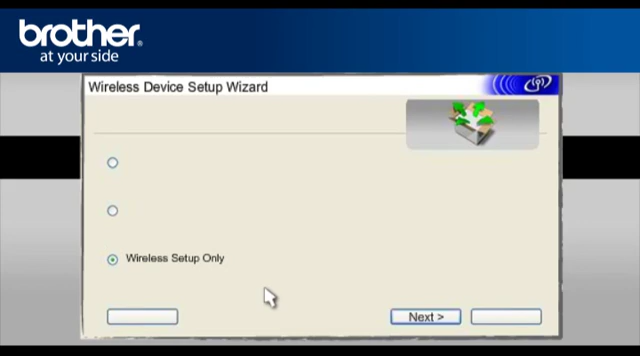 brother.
at your side
Wireless Device Setup Wizard
Wireless Setup Only
Next >